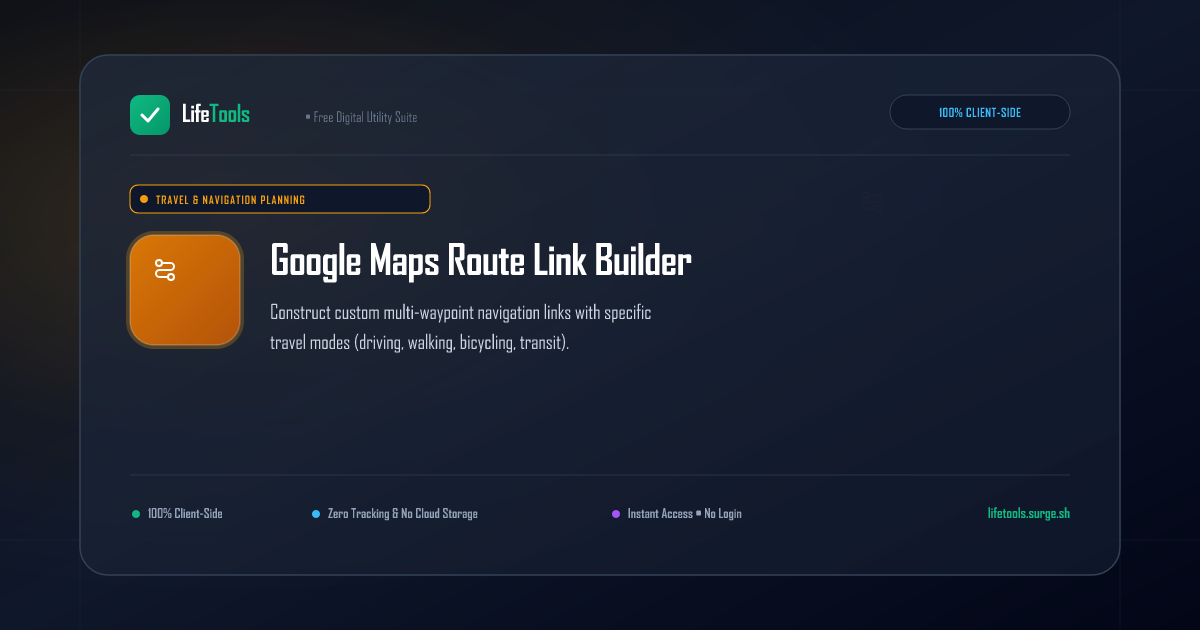 LifeTools
• Free Digital Utility Suite
100% CLIENT-SIDE
TRAVEL & NAVIGATION PLANNING
Google Maps Route Link Builder
Construct custom multi-waypoint navigation links with specific
travel modes (driving, walking, bicycling, transit).
100% Client-Side
Zero Tracking & No Cloud Storage
Instant Access • No Login
lifetools.surge.sh